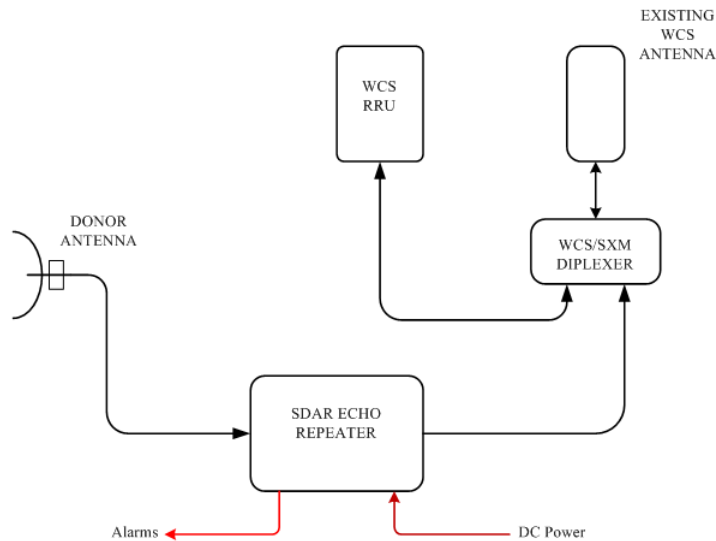 EXISTING
WCS
ANTENNA
WCS
RRU
DONOR
ANTENNA
WCS/SXM
DIPLEXER
SDAR ECHO
REPEATER
Alarms
DC Power